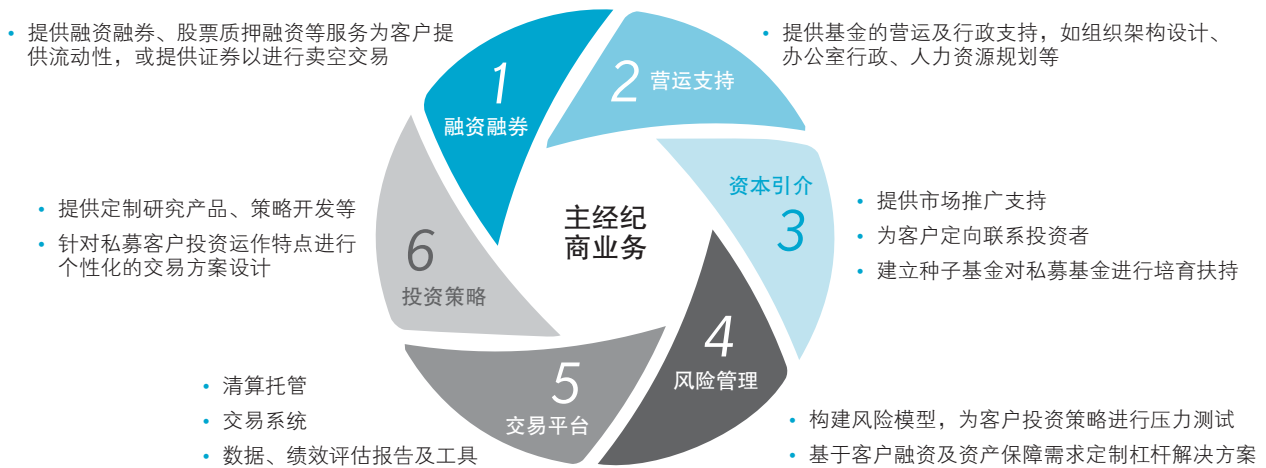 • 提供融资融券、股票质押融资等服务为客户提
供流动性，或提供证券以进行卖空交易
1
融资融券
• 提供基金的营运及行政支持，如组织架构设计、
办公室行政、人力资源规划等
2 营运支持
资本引介
3
• 提供市场推广支持
• 为客户定向联系投资者
• 建立种子基金对私募基金进行培育扶持
主经纪
商业务
4
风险管理
• 构建风险模型，为客户投资策略进行压力测试
• 基于客户融资及资产保障需求定制杠杆解决方案
5
交易平台
• 清算托管
• 交易系统
• 数据、绩效评估报告及工具
6
投资策略
• 提供定制研究产品、策略开发等
• 针对私募客户投资运作特点进行
个性化的交易方案设计